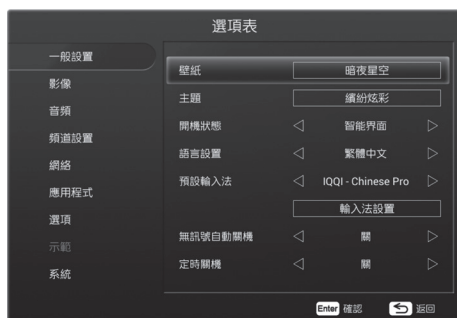 選項表
一般設置
影像
音頻
頻道設置
網絡
應用程式
選項
示範
系統
壁紙 暗夜星空
主題 繽紛炫彩
開機狀態 智能界面
語言設置 繁體中文
預設輸入法 IQQI - Chinese Pro
輸入法設置
無訊號自動關機 關
定時關機 關
Enter 確認 返回